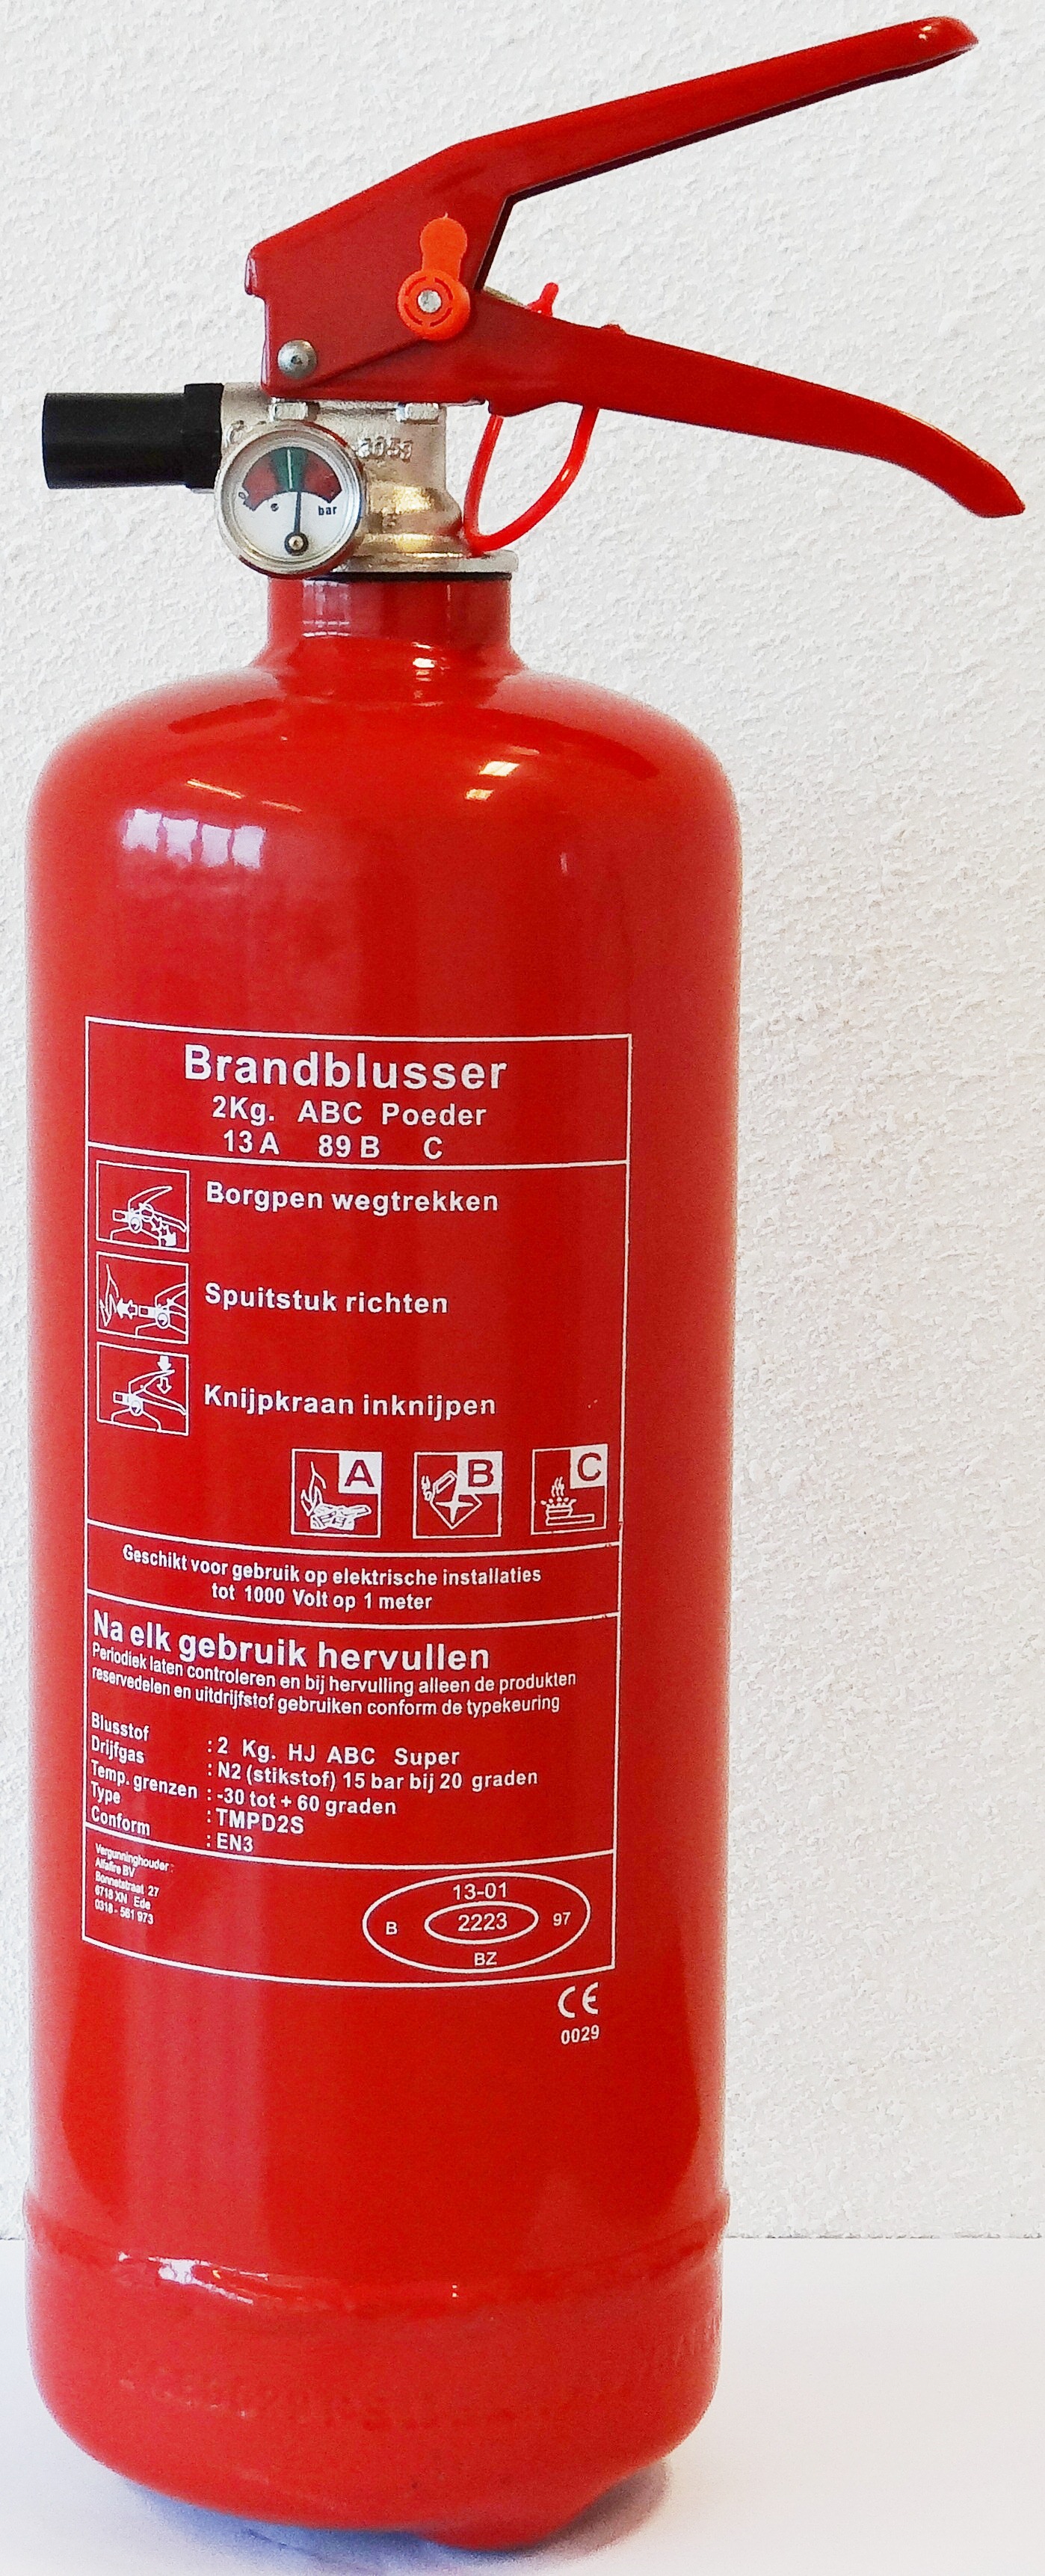 bar
Brandblusser
2Kg. ABC Poeder
13 A 89 B C
Borgpen wegtrekken
Spuitstuk richten
Knijpkraan inknijpen
A B C
Geschikt voor gebruik op elektrische installaties
tot 1000 Volt op 1 meter
Na elk gebruik hervullen
Periodiek laten controleren en bij hervulling alleen de produkten
reservedelen en uitdrijfstof gebruiken conform de typekeuring
Blusstof : 2 Kg. HJ ABC Super
Drijfgas : N2 (stikstof) 15 bar bij 20 graden
Temp. grenzen : -30 tot + 60 graden
Type : TMPD2S
Conform : EN3
Vergunninghouder :
Alfafire BV
Bonnetstraat 27
6718 XN Ede
0318 - 561 973
13-01
B 2223 97
BZ
CE
0029